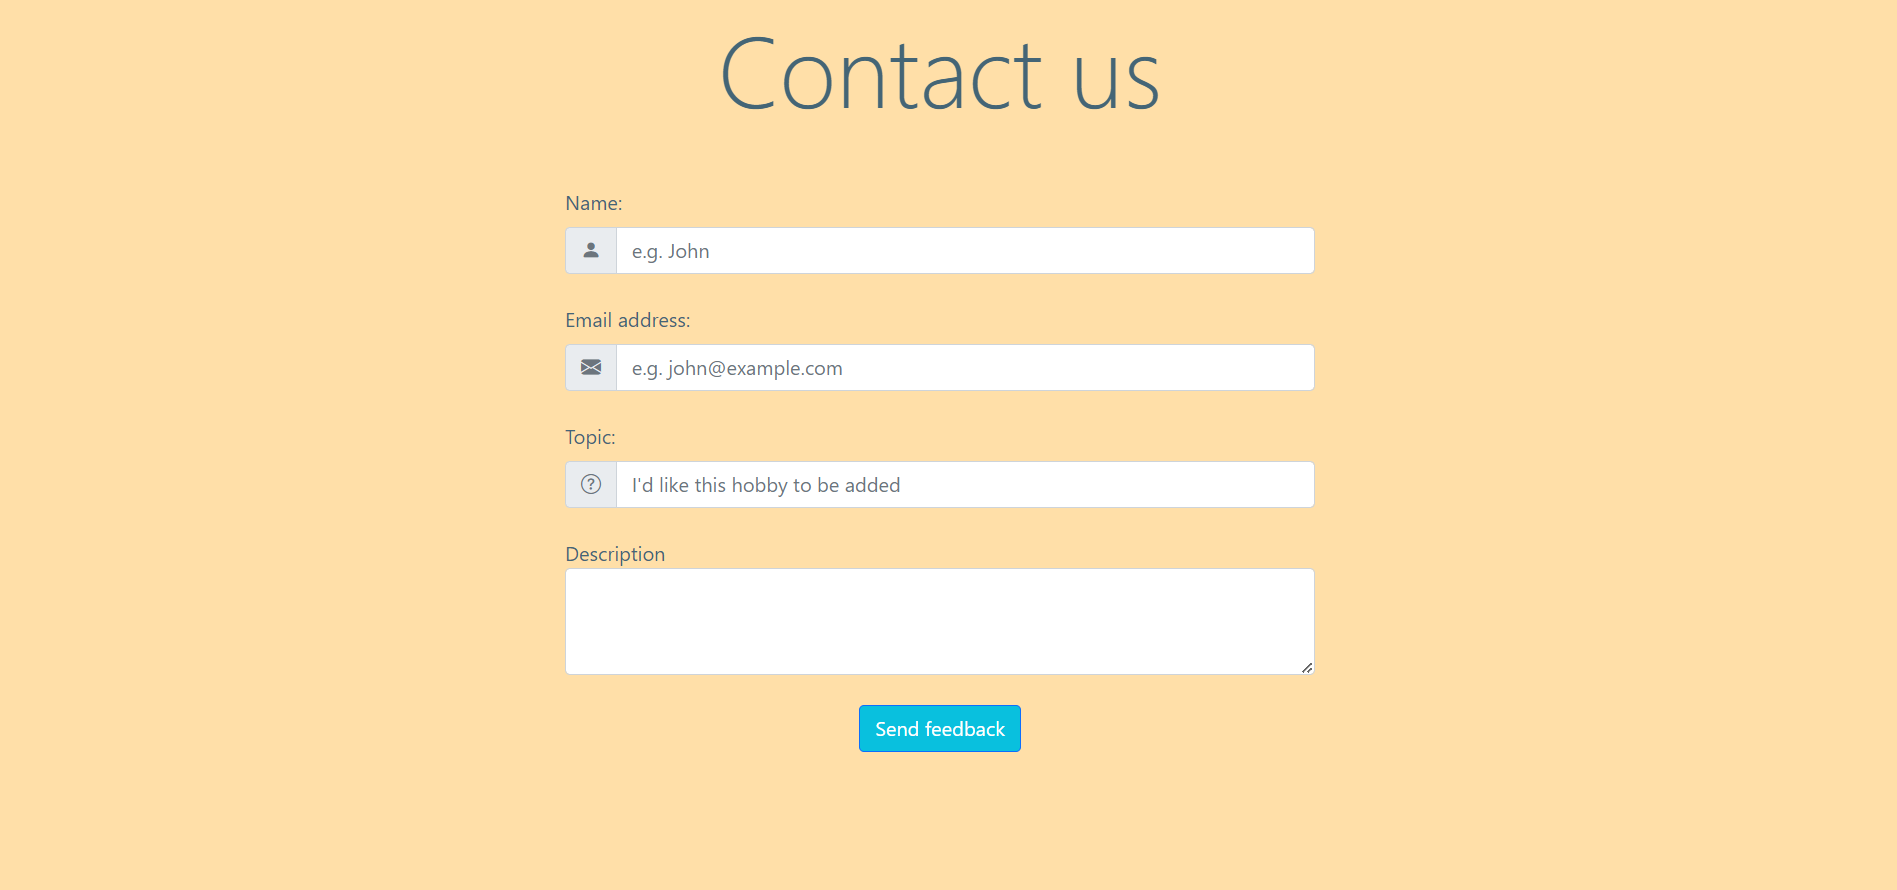 Contact us
Name:
e.g. John
Email address:
e.g. john@example.com
Topic:
I'd like this hobby to be added
Description
Send feedback